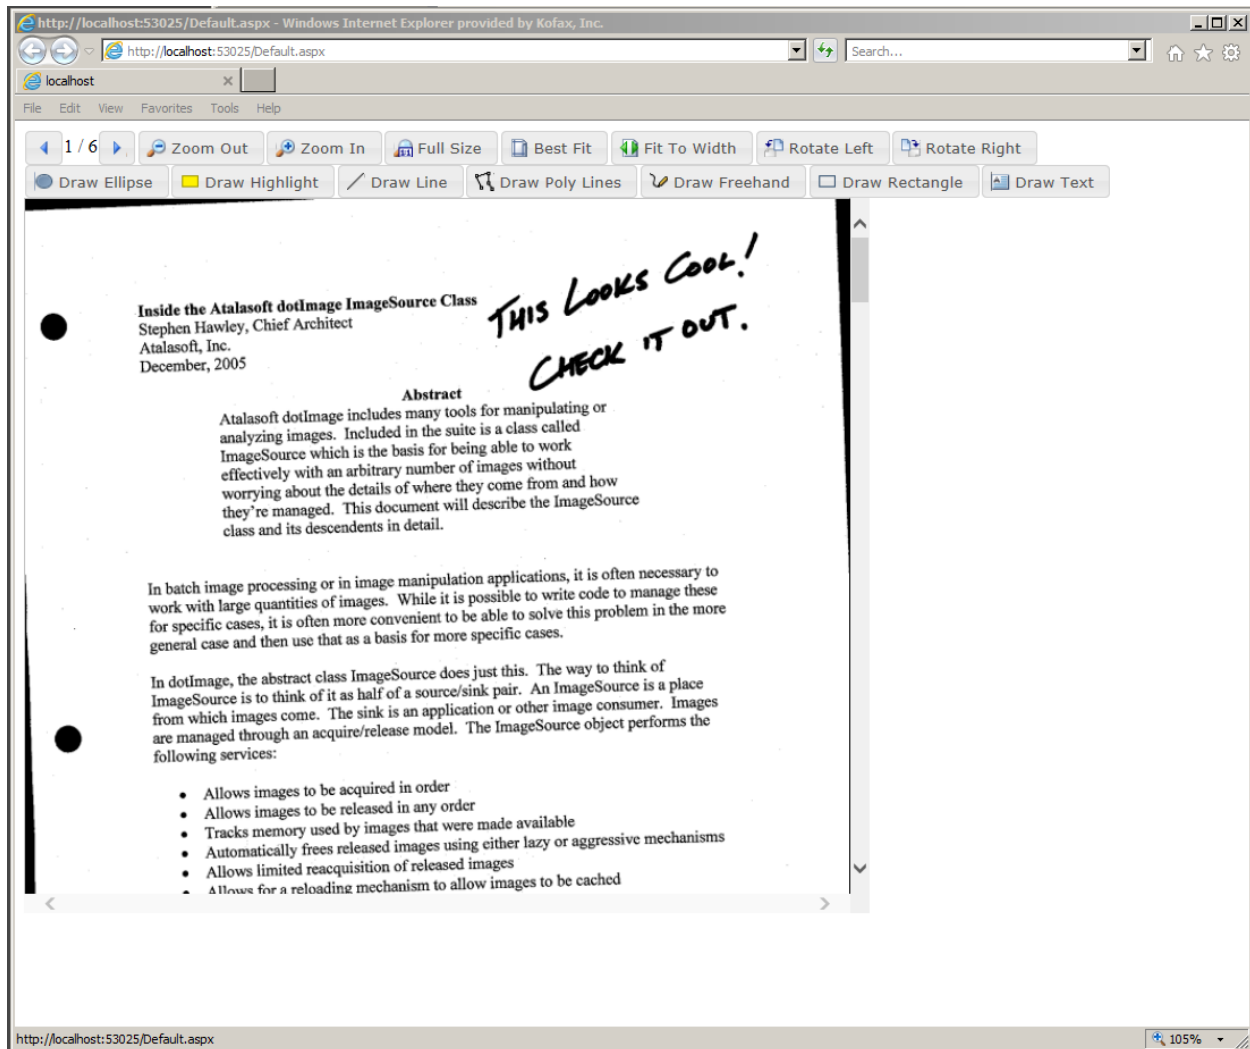 http://localhost:53025/Default.aspx - Windows Internet Explorer provided by Kofax, Inc.
http://localhost:53025/Default.aspx
Search...
localhost
File Edit View Favorites Tools Help
1 / 6 Zoom Out Zoom In Full Size Best Fit Fit To Width Rotate Left Rotate Right
Draw Ellipse Draw Highlight Draw Line Draw Poly Lines Draw Freehand Draw Rectangle Draw Text
THIS LOOKS COOL!
CHECK IT OUT.
Inside the Atalasoft dotImage ImageSource Class
Stephen Hawley, Chief Architect
Atalasoft, Inc.
December, 2005
Abstract
Atalasoft dotImage includes many tools for manipulating or
analyzing images. Included in the suite is a class called
ImageSource which is the basis for being able to work
effectively with an arbitrary number of images without
worrying about the details of where they come from and how
they're managed. This document will describe the ImageSource
class and its descendents in detail.
In batch image processing or in image manipulation applications, it is often necessary to
work with large quantities of images. While it is possible to write code to manage these
for specific cases, it is often more convenient to be able to solve this problem in the more
general case and then use that as a basis for more specific cases.
In dotImage, the abstract class ImageSource does just this. The way to think of
ImageSource is to think of it as half of a source/sink pair. An ImageSource is a place
from which images come. The sink is an application or other image consumer. Images
are managed through an acquire/release model. The ImageSource object performs the
following services:
• Allows images to be acquired in order
• Allows images to be released in any order
• Tracks memory used by images that were made available
• Automatically frees released images using either lazy or aggressive mechanisms
• Allows limited reacquisition of released images
• Allows for a reloading mechanism to allow images to be cached
http://localhost:53025/Default.aspx
105%